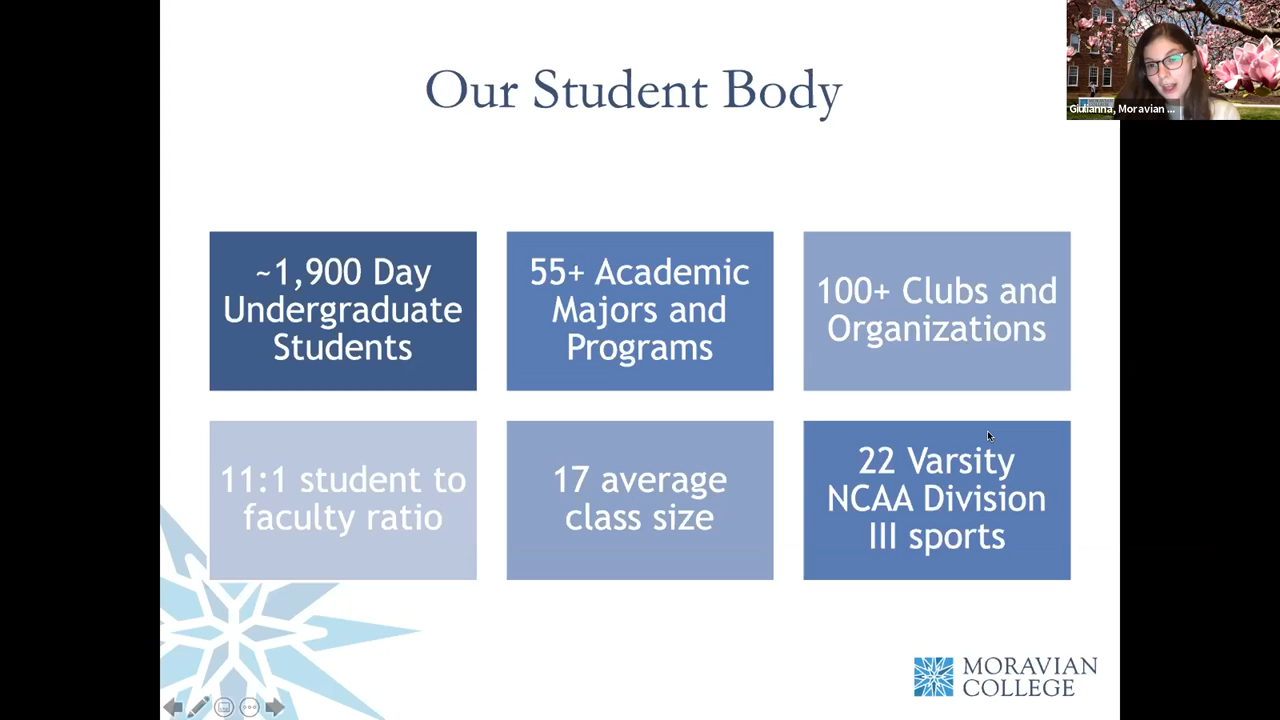 Our Student Body
Giulianna, Moravian ...
~1,900 Day
Undergraduate
Students
55+ Academic
Majors and
Programs
100+ Clubs and
Organizations
11:1 student to
faculty ratio
17 average
class size
22 Varsity
NCAA Division
III sports
MORAVIAN
COLLEGE